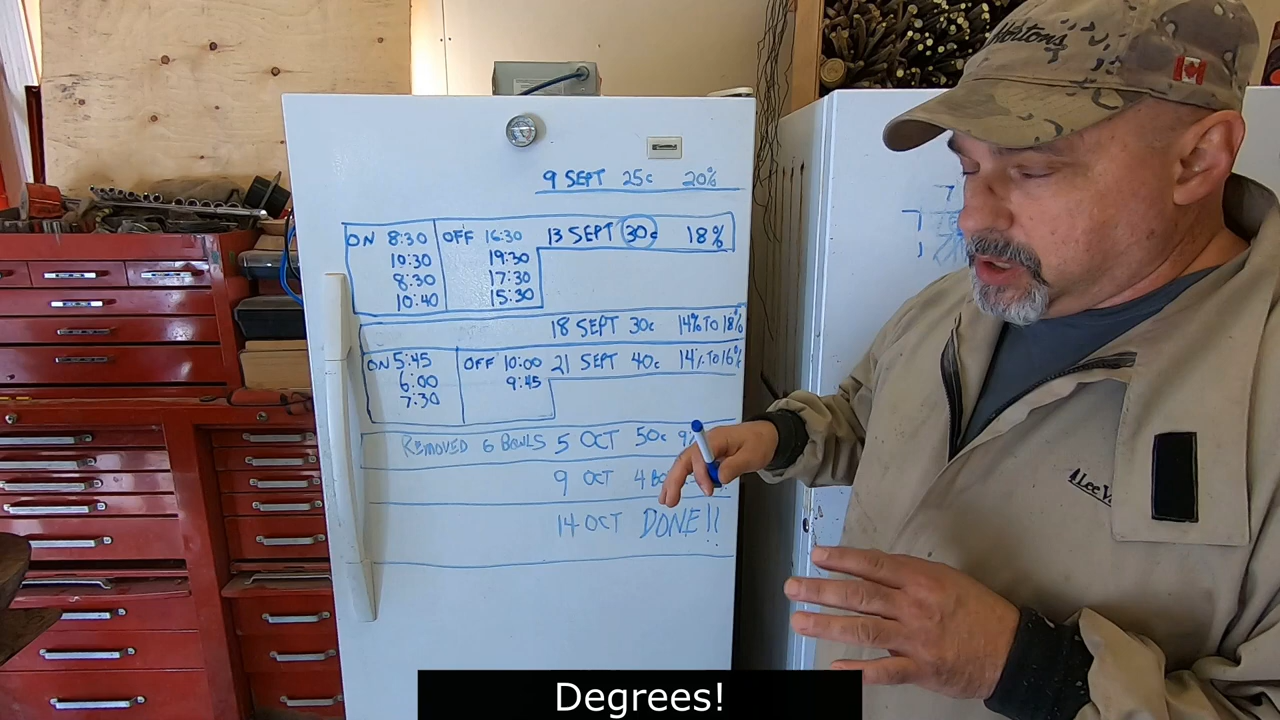 Hortons
KENMORE
9 SEPT 25c 20%
ON 8:30 OFF 16:30 13 SEPT 30c 18%
10:30 19:30
8:30 17:30
10:40 15:30
18 SEPT 30c 14% TO 18%
ON 5:45 OFF 10:00 21 SEPT 40c 14% TO 16%
6:00 9:45
7:30
REMOVED 6 BOWLS 5 OCT 50c
9 OCT 4
14 OCT DONE!!
Degrees!